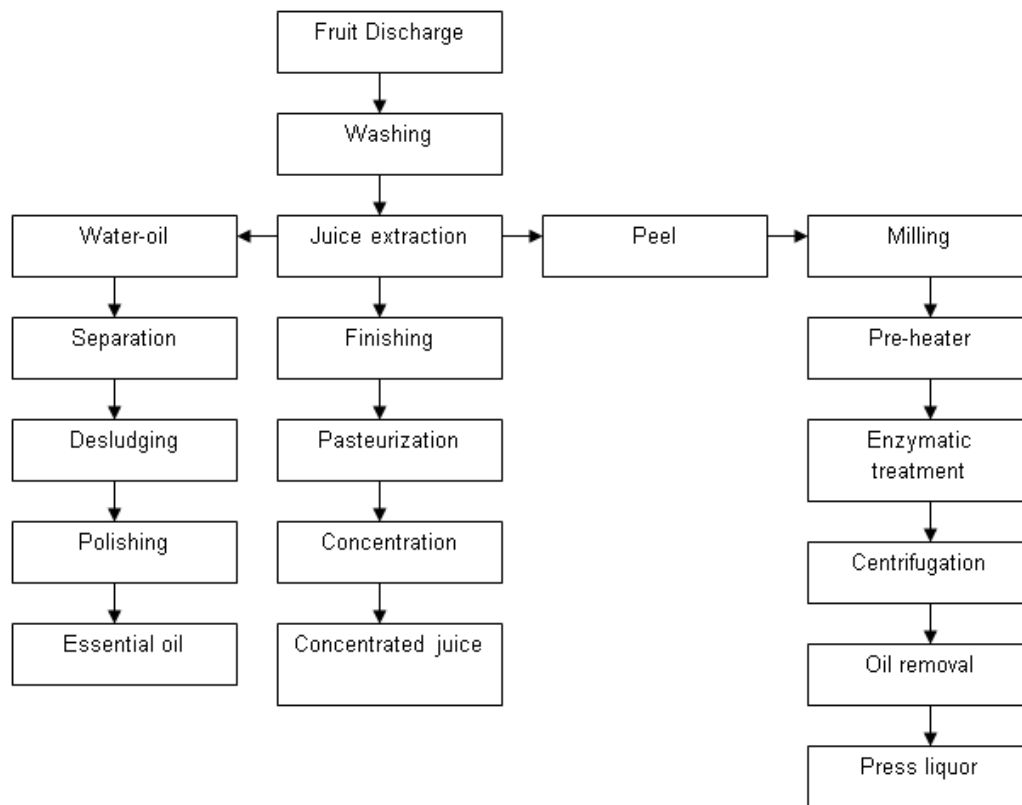 Fruit Discharge
Washing
Water-oil
Juice extraction
Peel
Milling
Separation
Finishing
Pre-heater
Desludging
Pasteurization
Enzymatic
treatment
Polishing
Concentration
Centrifugation
Essential oil
Concentrated juice
Oil removal
Press liquor